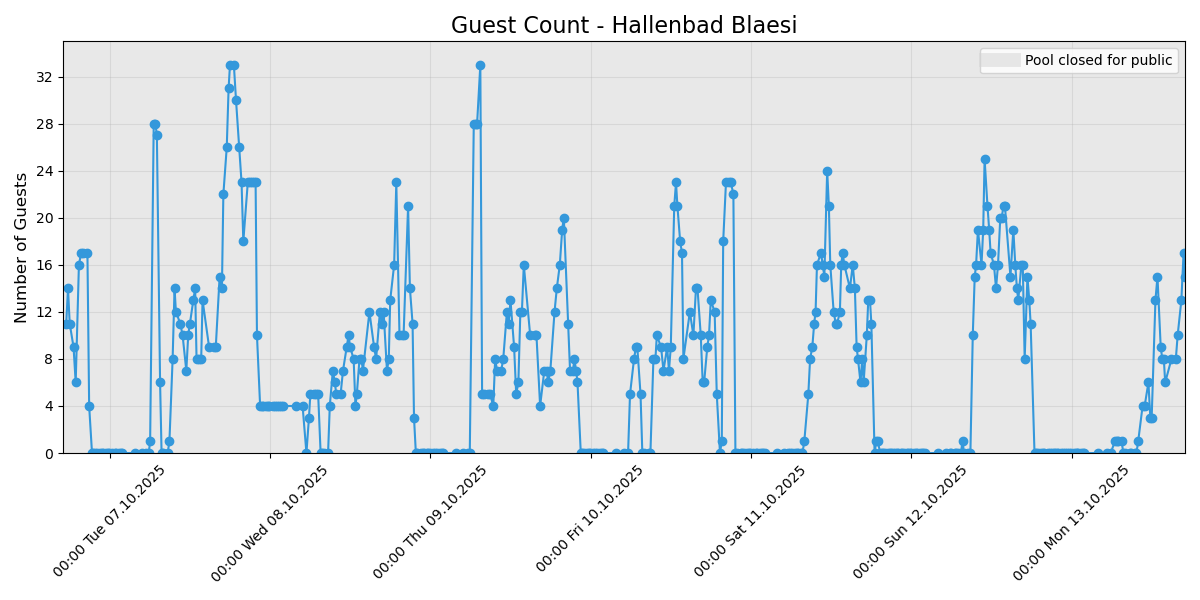 Guest Count - Hallenbad Blaesi
Pool closed for public
Number of Guests
32
28
24
20
16
12
8
4
0
00:00 Tue 07.10.2025
00:00 Wed 08.10.2025
00:00 Thu 09.10.2025
00:00 Fri 10.10.2025
00:00 Sat 11.10.2025
00:00 Sun 12.10.2025
00:00 Mon 13.10.2025